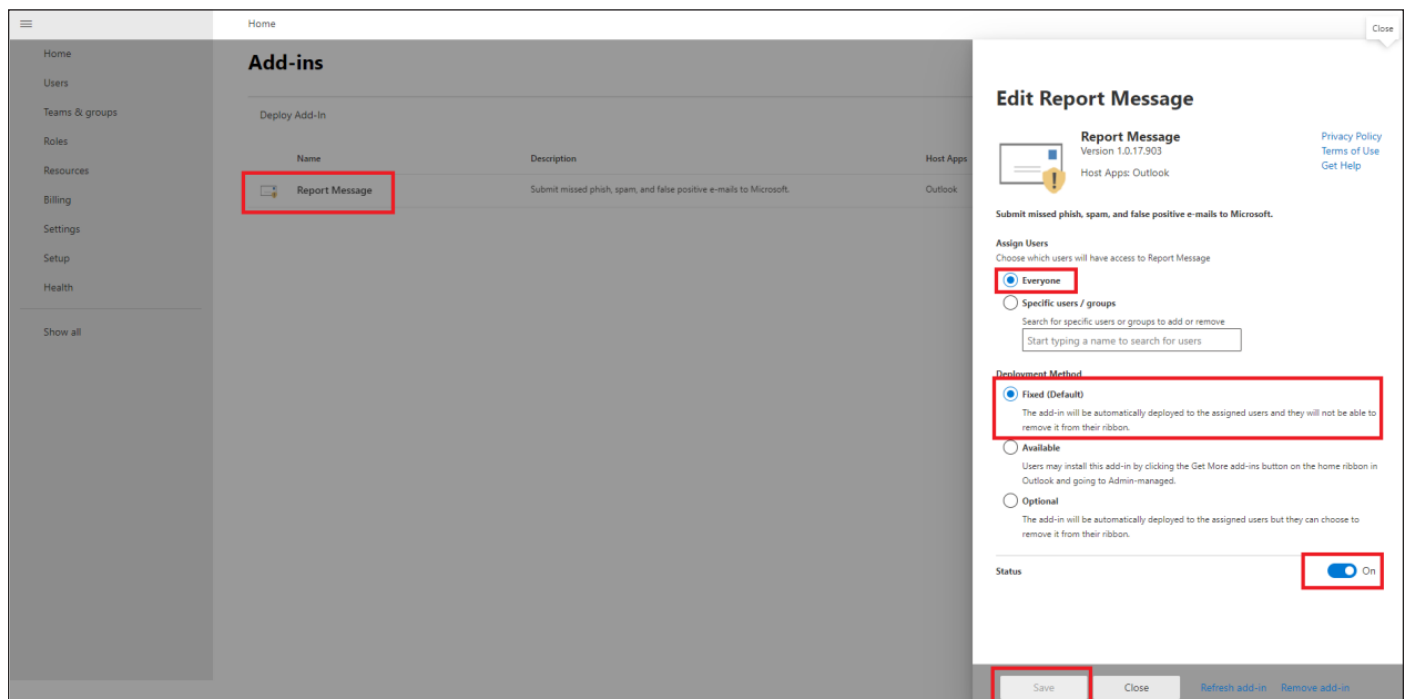 Home
Close
Home
Users
Teams & groups
Roles
Resources
Billing
Settings
Setup
Health
Show all
Add-ins
Deploy Add-In
Name Description Host Apps
Report Message Submit missed phish, spam, and false positive e-mails to Microsoft. Outlook
Edit Report Message
Report Message
Version 1.0.17.903
Host Apps: Outlook
Privacy Policy
Terms of Use
Get Help
Submit missed phish, spam, and false positive e-mails to Microsoft.
Assign Users
Choose which users will have access to Report Message
Everyone
Specific users / groups
Search for specific users or groups to add or remove
Start typing a name to search for users
Deployment Method
Fixed (Default)
The add-in will be automatically deployed to the assigned users and they will not be able to
remove it from their ribbon.
Available
Users may install this add-in by clicking the Get More add-ins button on the home ribbon in
Outlook and going to Admin-managed.
Optional
The add-in will be automatically deployed to the assigned users but they can choose to
remove it from their ribbon.
Status On
Save Close Refresh add-in Remove add-in